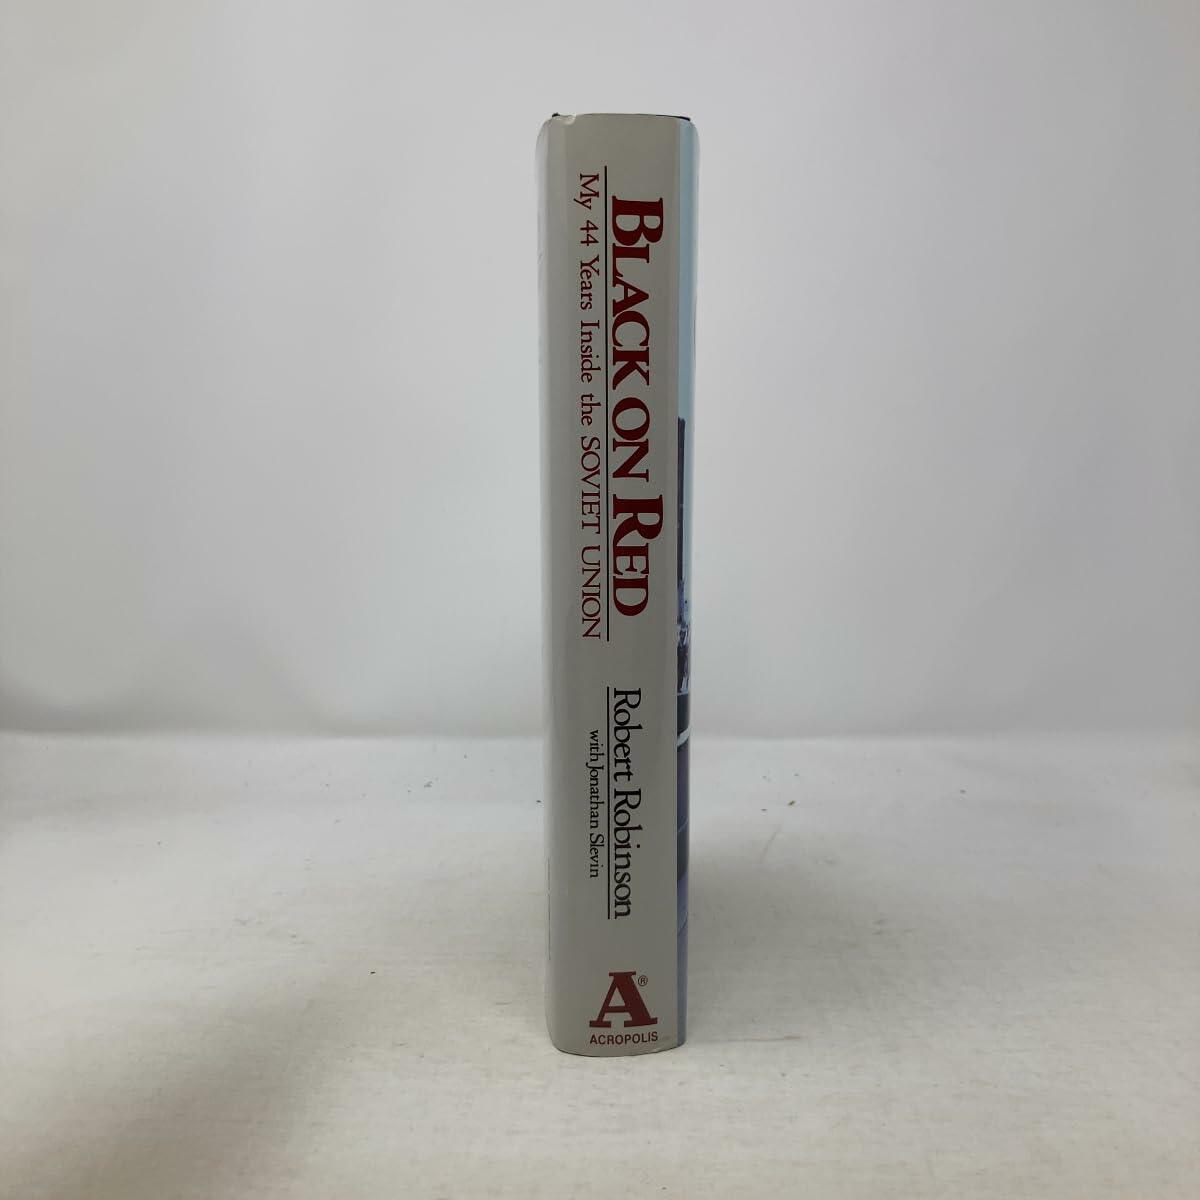 BLACK ON RED
My 44 Years Inside the SOVIET UNION
Robert Robinson
with Jonathan Slevin
A®
ACROPOLIS